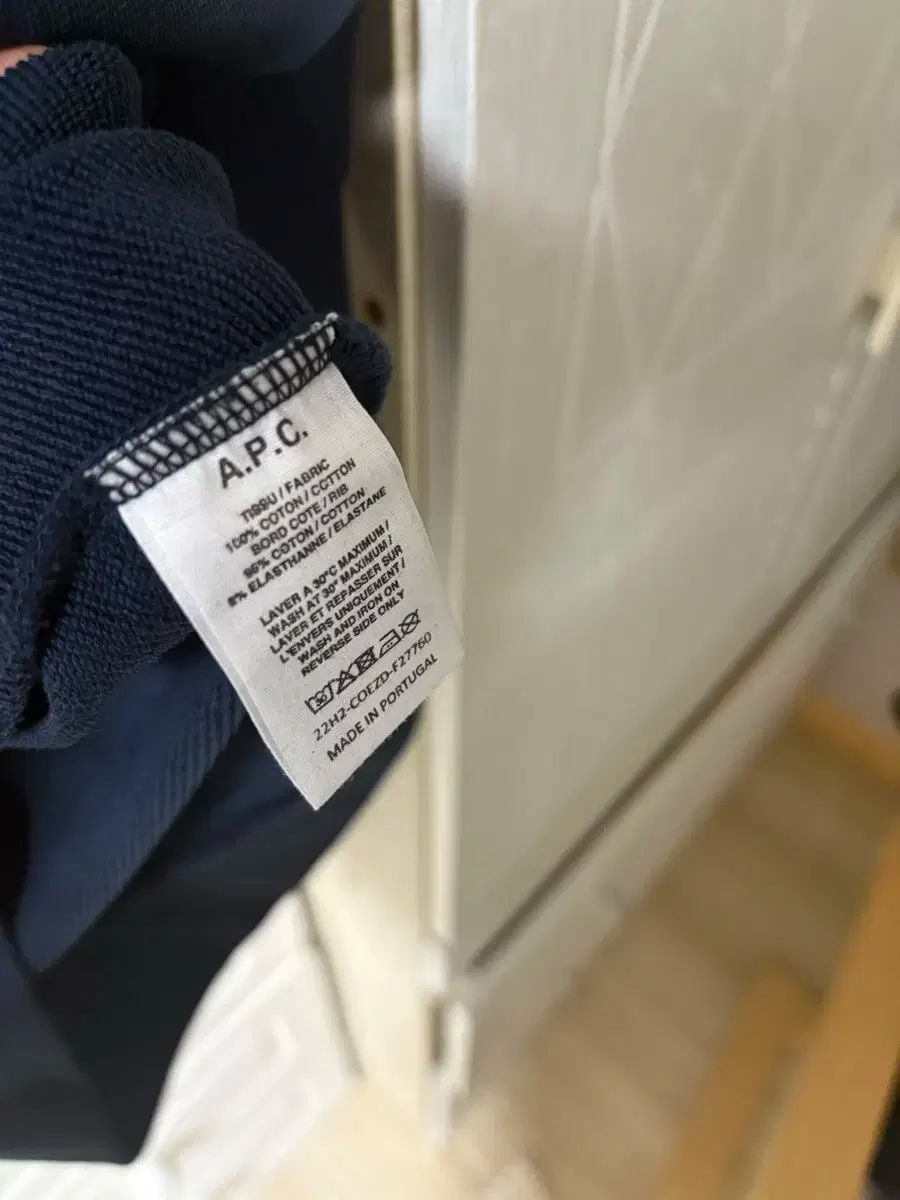 A.P.C.
TISSU / FABRIC
100% COTON / COTTON
BORD COTE / RIB
95% COTON / COTTON
5% ELASTHANNE / ELASTANE
LAVER A 30°C MAXIMUM /
WASH AT 30° MAXIMUM /
LAVER ET REPASSER SUR
L'ENVERS UNIQUEMENT /
WASH AND IRON ON
REVERSE SIDE ONLY
30
22H2-COEZD-F27760
MADE IN PORTUGAL